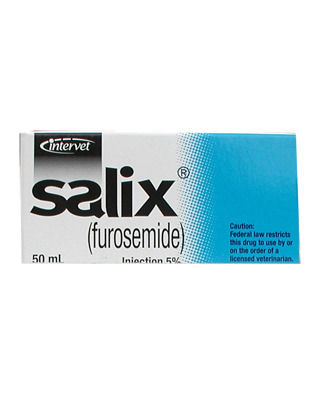 intervet
salix®
(furosemide)
50 mL
Injection 5%
Caution:
Federal law restricts
this drug to use by or
on the order of a
licensed veterinarian.